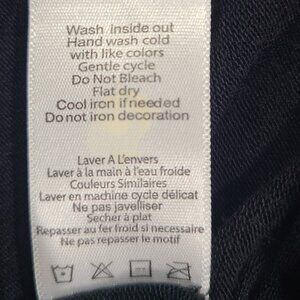 Wash inside out
Hand wash cold
with like colors
Gentle cycle
Do Not Bleach
Flat dry
Cool iron if needed
Do not iron decoration
Laver A L'envers
Laver à la main à l'eau froide
Couleurs Similaires
Laver en machine cycle délicat
Ne pas javelliser
Secher à plat
Repasser au fer froid si necessaire
Ne pas repasser le motif